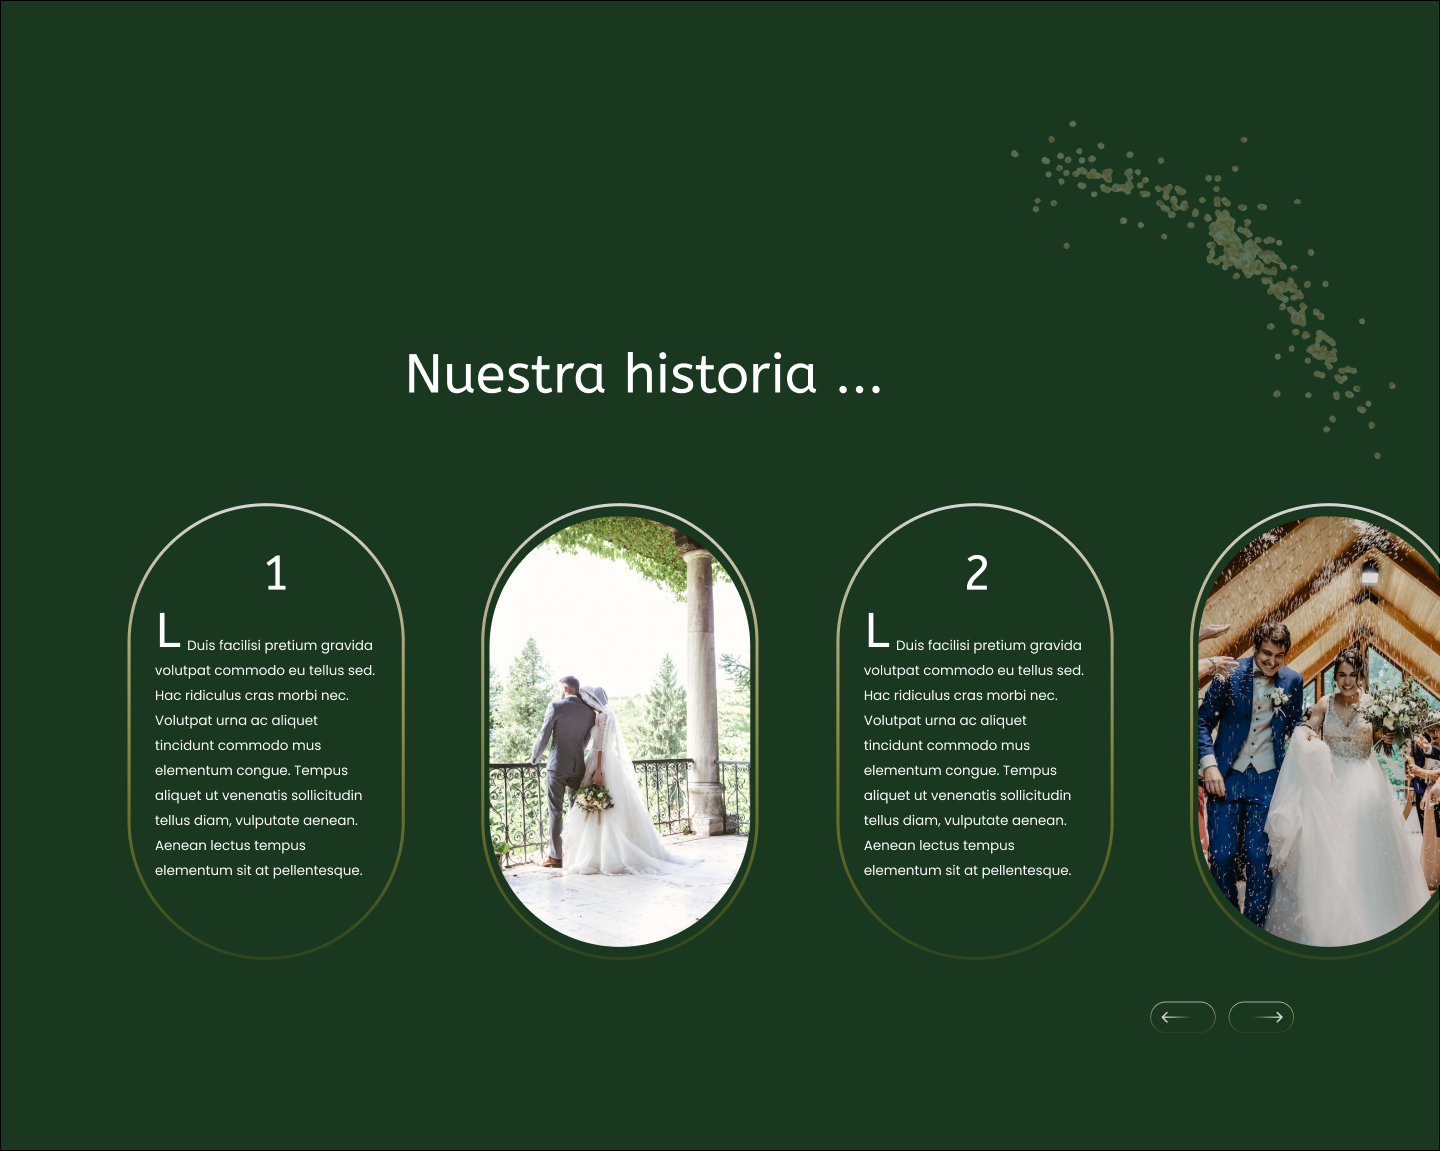 Nuestra historia ...
1
L Duis facilisi pretium gravida
volutpat commodo eu tellus sed.
Hac ridiculus cras morbi nec.
Volutpat urna ac aliquet
tincidunt commodo mus
elementum congue. Tempus
aliquet ut venenatis sollicitudin
tellus diam, vulputate aenean.
Aenean lectus tempus
elementum sit at pellentesque.
2
L Duis facilisi pretium gravida
volutpat commodo eu tellus sed.
Hac ridiculus cras morbi nec.
Volutpat urna ac aliquet
tincidunt commodo mus
elementum congue. Tempus
aliquet ut venenatis sollicitudin
tellus diam, vulputate aenean.
Aenean lectus tempus
elementum sit at pellentesque.